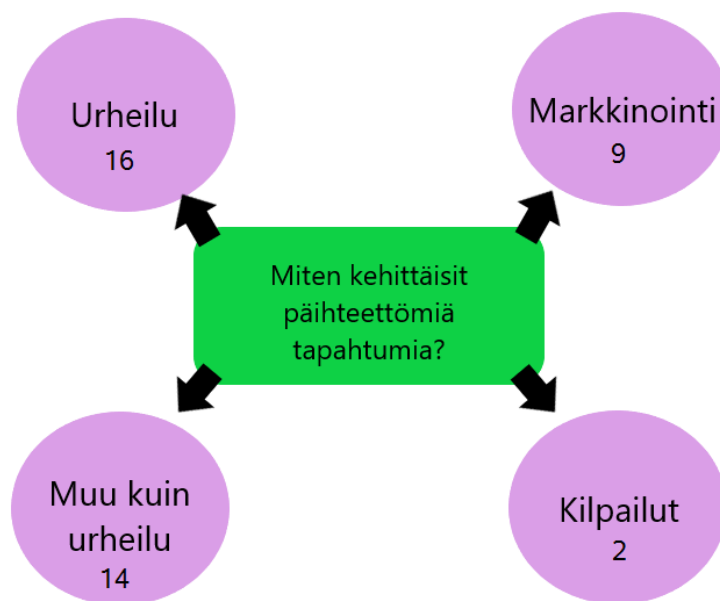 Urheilu
16
Markkinointi
9
Miten kehittäisit
päihteettömiä
tapahtumia?
Muu kuin
urheilu
14
Kilpailut
2